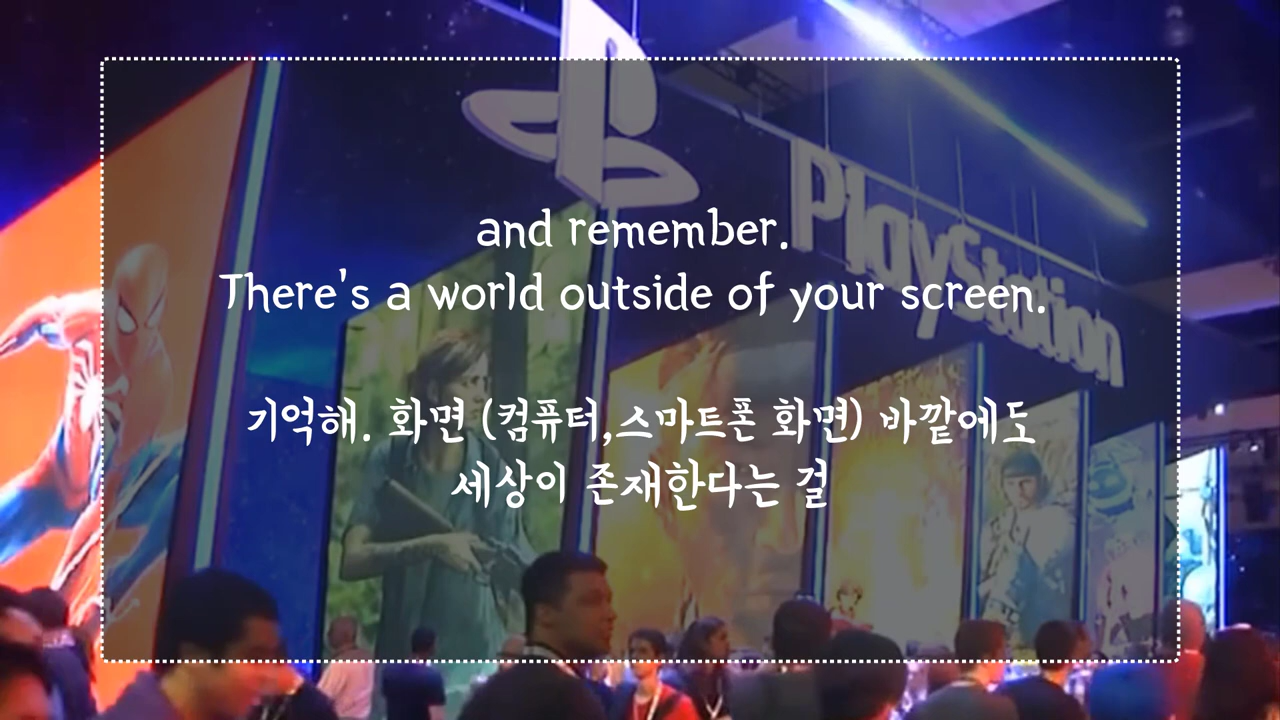 PlayStation
and remember.
There's a world outside of your screen.
기억해. 화면 (컴퓨터,스마트폰 화면) 바깥에도
세상이 존재한다는 걸